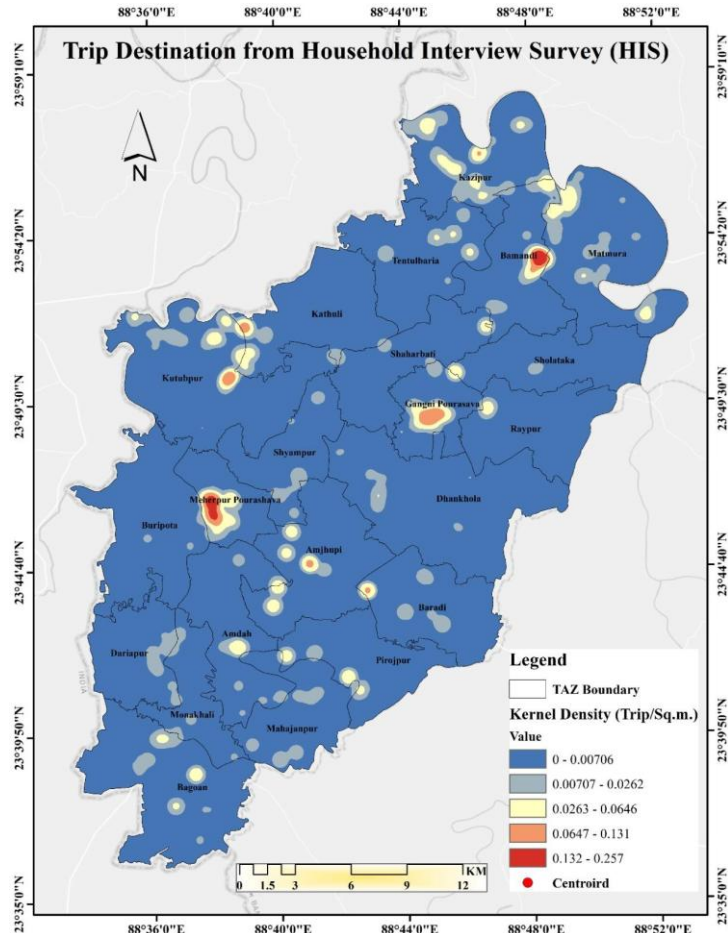 Trip Destination from Household Interview Survey (HIS)
88°36'0"N
88°40'0"N
88°44'0"N
88°48'0"N
88°52'0"N
23°59'10"N
23°59'10"N
N
Kazipur
23°54'20"N
23°54'20"N
Bamandi
Matmura
Tentulbaria
Kathuli
Shaharbati
Sholataka
Kutubpur
23°49'30"N
23°49'30"N
Gangni Pourasava
Raypur
Shyampur
Meherpur Pourashava
Dhankhola
Buripota
Amjhupi
23°44'40"N
23°44'40"N
Baradi
Amdah
Dariapur
Pirojpur
INDIA
Monakhali
Mahajanpur
23°39'50"N
23°39'50"N
Bagoan
Legend
TAZ Boundary
Kernel Density (Trip/Sq.m.)
Value
0 - 0.00706
0.00707 - 0.0262
0.0263 - 0.0646
0.0647 - 0.131
0.132 - 0.257
Centroird
KM
0 1.5 3 6 9 12
23°35'0"N
23°35'0"N
88°36'0"N
88°40'0"N
88°44'0"N
88°48'0"N
88°52'0"N